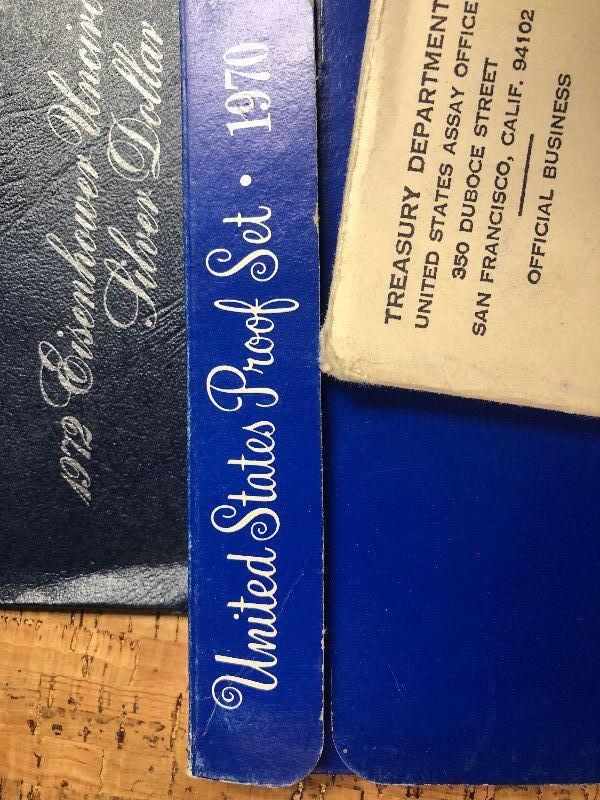 1972 Eisenhower
Silver Dollar
United States Proof Set • 1970
TREASURY DEPARTMENT
UNITED STATES ASSAY OFFICE
350 DUBOCE STREET
SAN FRANCISCO, CALIF. 94102
OFFICIAL BUSINESS